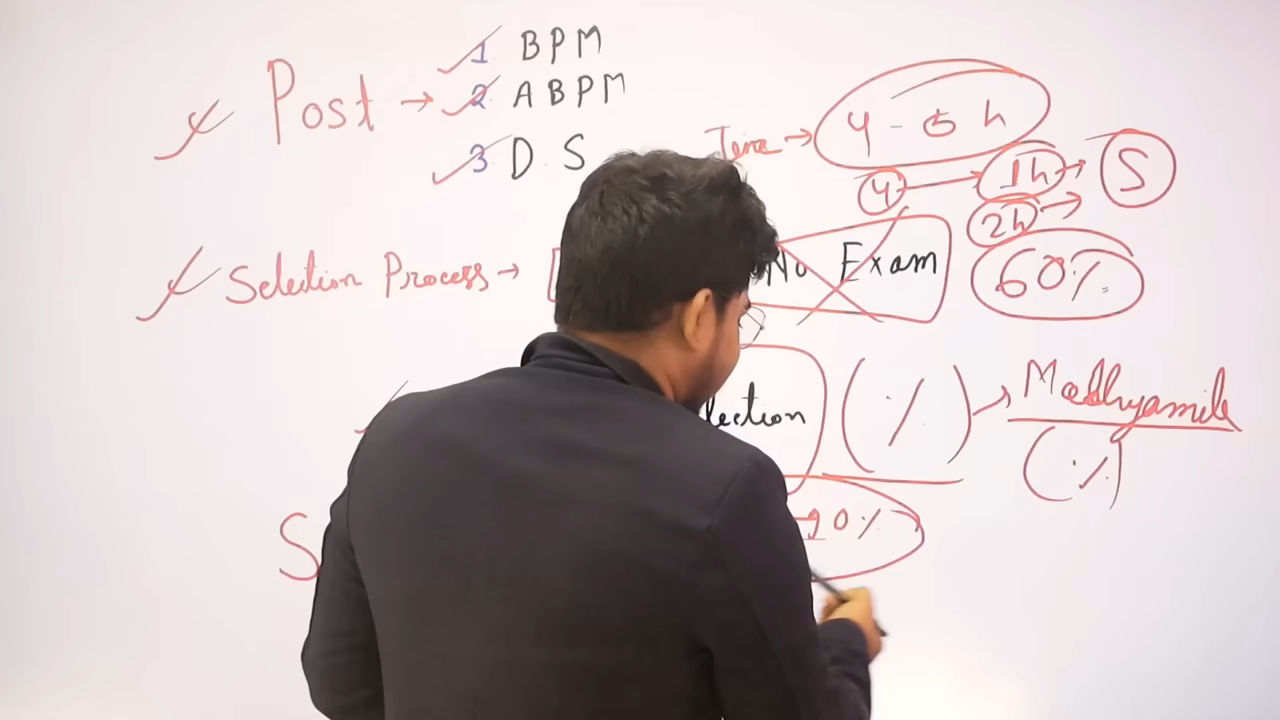 Post → 1 BPM
2 ABPM
3 D S
Time → 4 - 5 h
4 → 1h → 5
2h →
Selection Process → No Exam 60%
lection (%) → Madhyamik
(%)
S 90%